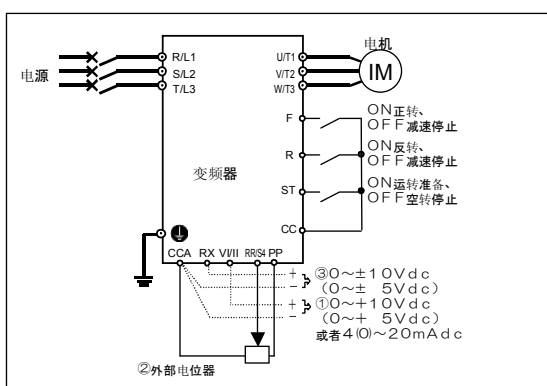 电源
R/L1
S/L2
T/L3
变频器
U/T1
V/T2
W/T3
电机
IM
F
ON正转、
OFF减速停止
R
ON反转、
OFF减速停止
ST
ON运转准备、
OFF空转停止
CC
CCA RX VI/II RR/S4 PP
+
− ③0~±10Vdc
(0~± 5Vdc)
+
− ①0~+10Vdc
(0~+ 5Vdc)
或者4(0)~20mAdc
②外部电位器